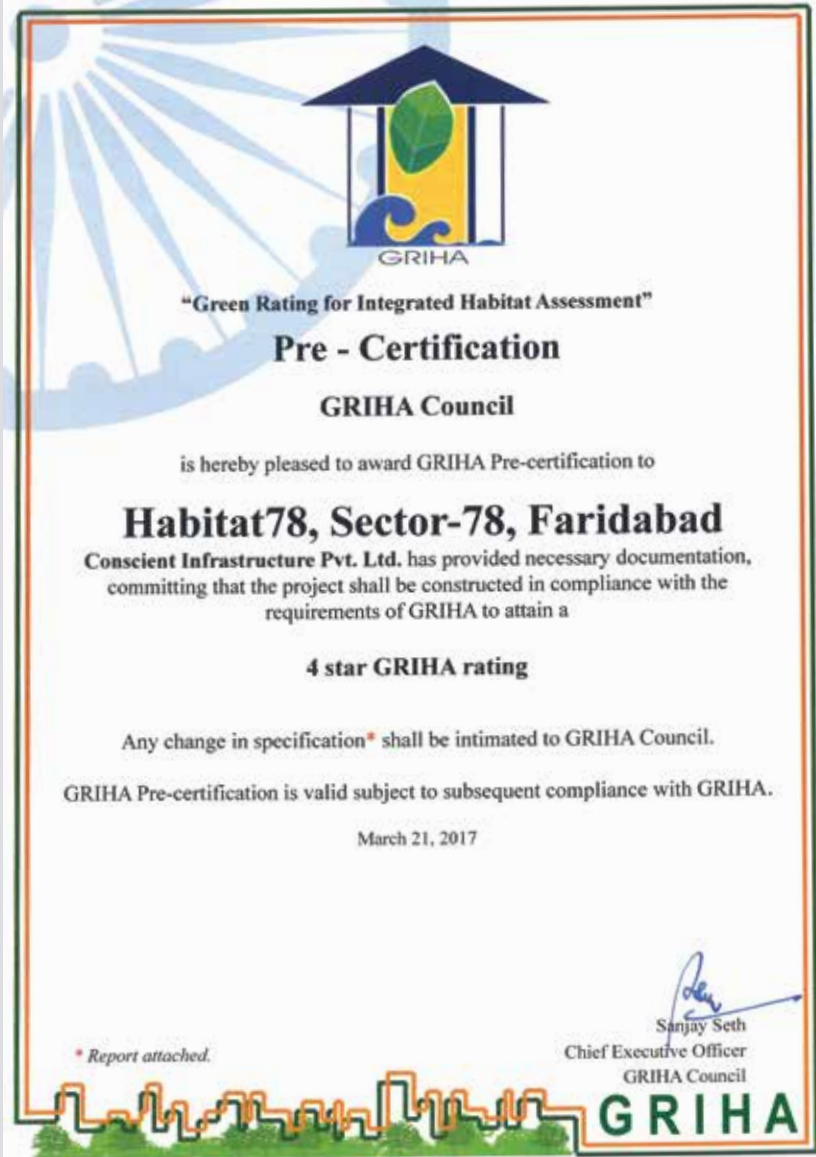 GRIHA
“Green Rating for Integrated Habitat Assessment”
Pre - Certification
GRIHA Council
is hereby pleased to award GRIHA Pre-certification to
Habitat78, Sector-78, Faridabad
Conscient Infrastructure Pvt. Ltd. has provided necessary documentation,
committing that the project shall be constructed in compliance with the
requirements of GRIHA to attain a
4 star GRIHA rating
Any change in specification* shall be intimated to GRIHA Council.
GRIHA Pre-certification is valid subject to subsequent compliance with GRIHA.
March 21, 2017
Sanjay Seth
* Report attached.
Chief Executive Officer
GRIHA Council
GRIHA